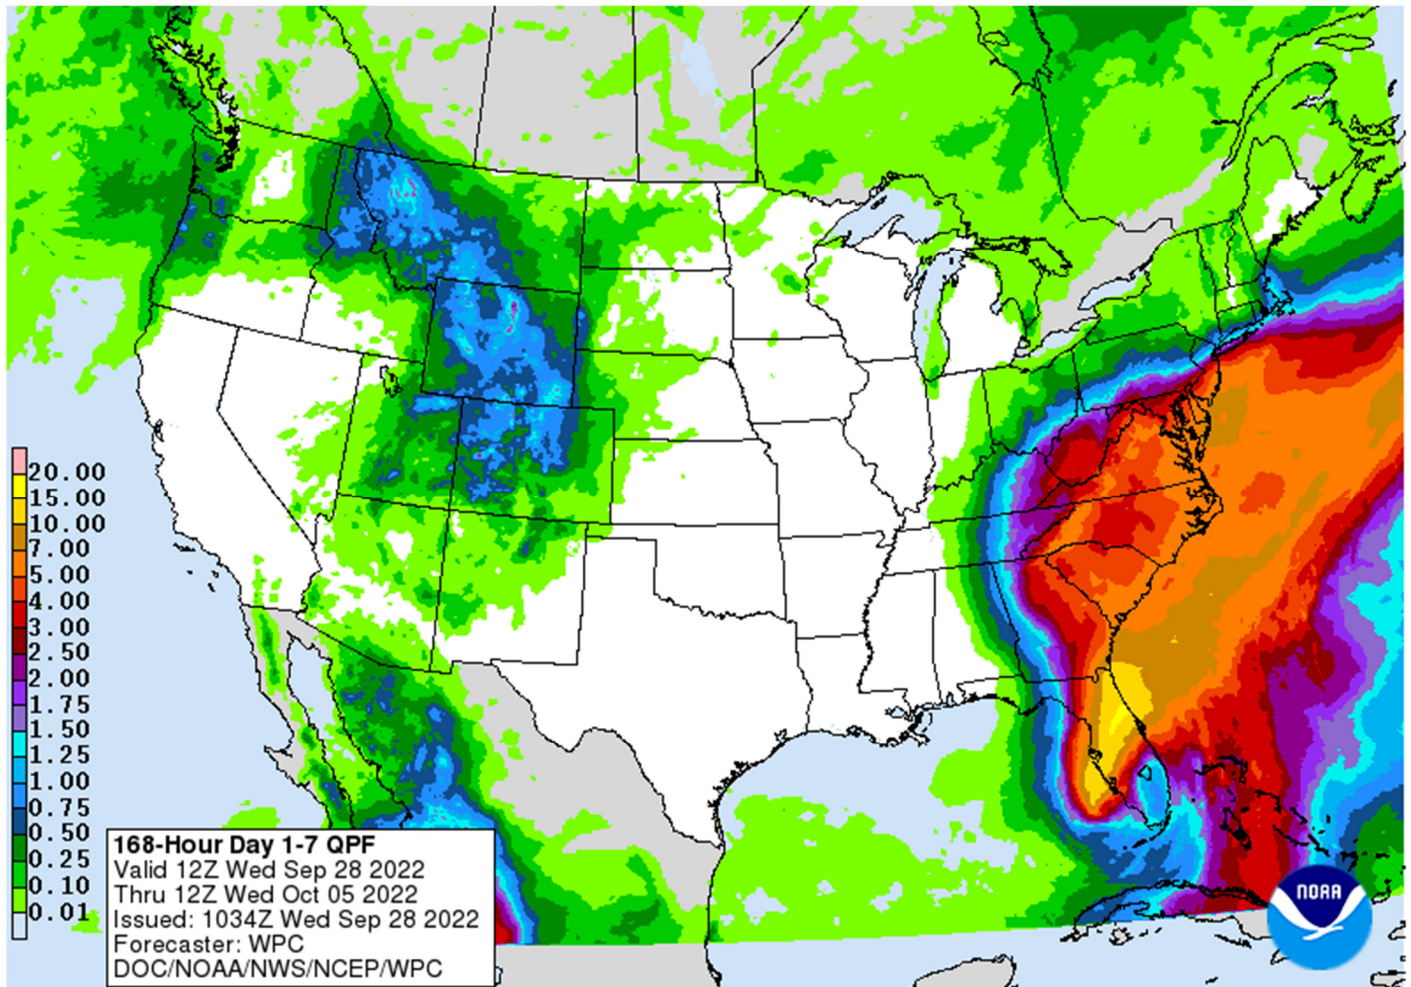 20.00
15.00
10.00
7.00
5.00
4.00
3.00
2.50
2.00
1.75
1.50
1.25
1.00
0.75
0.50
0.25
0.10
0.01
168-Hour Day 1-7 QPF
Valid 12Z Wed Sep 28 2022
Thru 12Z Wed Oct 05 2022
Issued: 1034Z Wed Sep 28 2022
Forecaster: WPC
DOC/NOAA/NWS/NCEP/WPC
NOAA